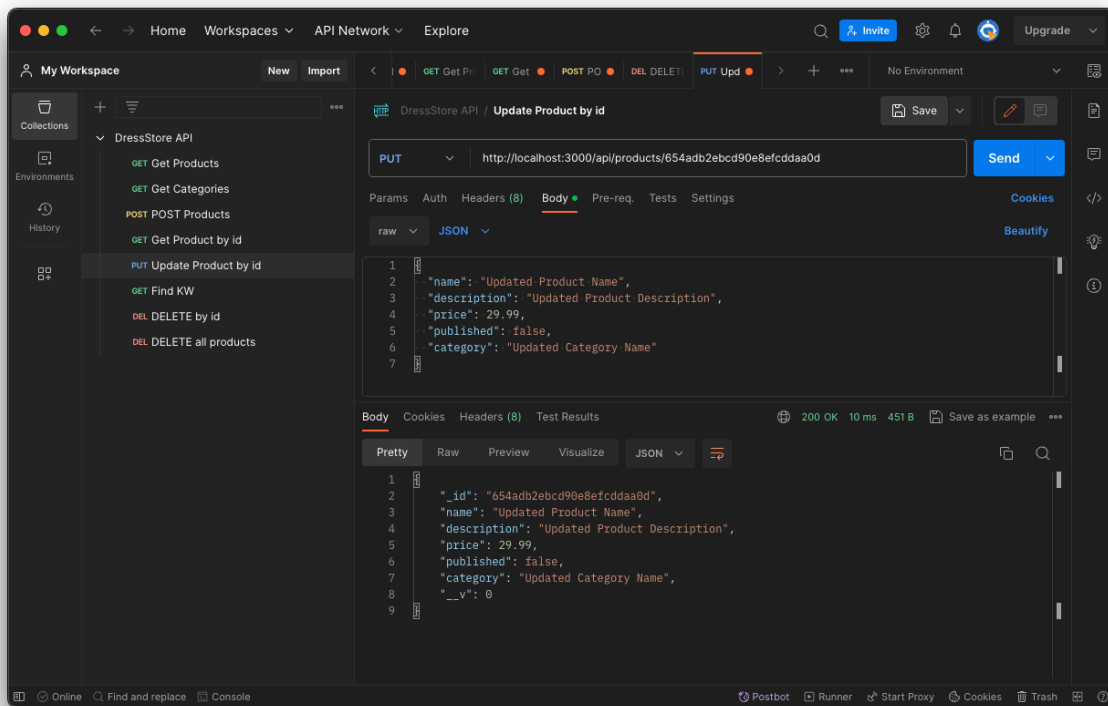 Home Workspaces API Network Explore Invite Upgrade
My Workspace New Import GET Get Pr GET Get POST PO DELET PUT Upd No Environment
Collections
Environments
History
DressStore API
GET Get Products
GET Get Categories
POST POST Products
GET Get Product by id
PUT Update Product by id
GET Find KW
DEL DELETE by id
DEL DELETE all products
HTTP DressStore API / Update Product by id Save
PUT http://localhost:3000/api/products/654adb2ebcd90e8efcddaa0d Send
Params Auth Headers (8) Body Pre-req. Tests Settings Cookies
raw JSON Beautify
1 {
2 "name": "Updated Product Name",
3 "description": "Updated Product Description",
4 "price": 29.99,
5 "published": false,
6 "category": "Updated Category Name"
7 }
Body Cookies Headers (8) Test Results 200 OK 10 ms 451 B Save as example
Pretty Raw Preview Visualize JSON
1 {
2 "_id": "654adb2ebcd90e8efcddaa0d",
3 "name": "Updated Product Name",
4 "description": "Updated Product Description",
5 "price": 29.99,
6 "published": false,
7 "category": "Updated Category Name",
8 "__v": 0
9 }
Online Find and replace Console Postbot Runner Start Proxy Cookies Trash